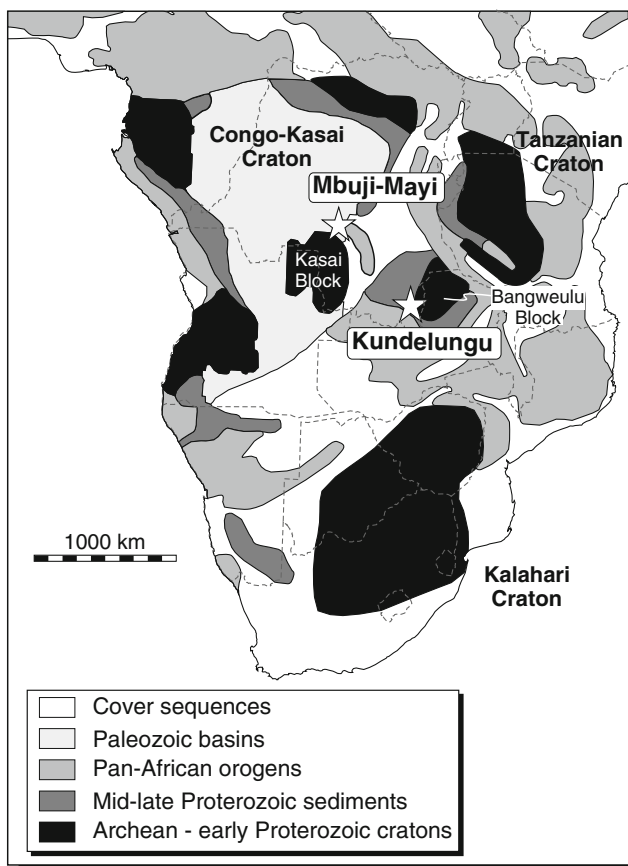 Congo-Kasai
Craton
Tanzanian
Craton
Mbuji-Mayi
Kasai
Block
Bangweulu
Block
Kundelungu
1000 km
Kalahari
Craton
Cover sequences
Paleozoic basins
Pan-African orogens
Mid-late Proterozoic sediments
Archean - early Proterozoic cratons